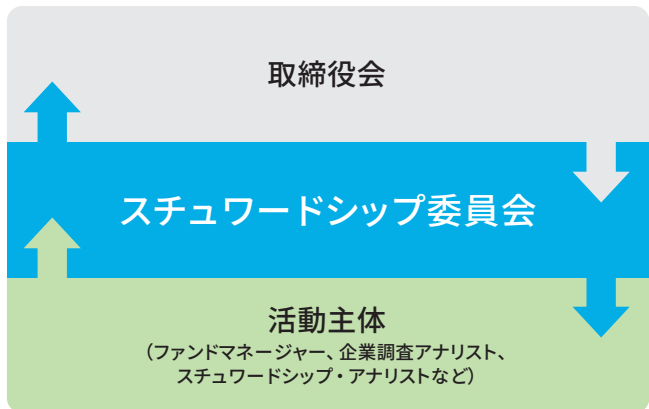 取締役会
スチュワードシップ委員会
活動主体
（ファンドマネージャー、企業調査アナリスト、
スチュワードシップ・アナリストなど）